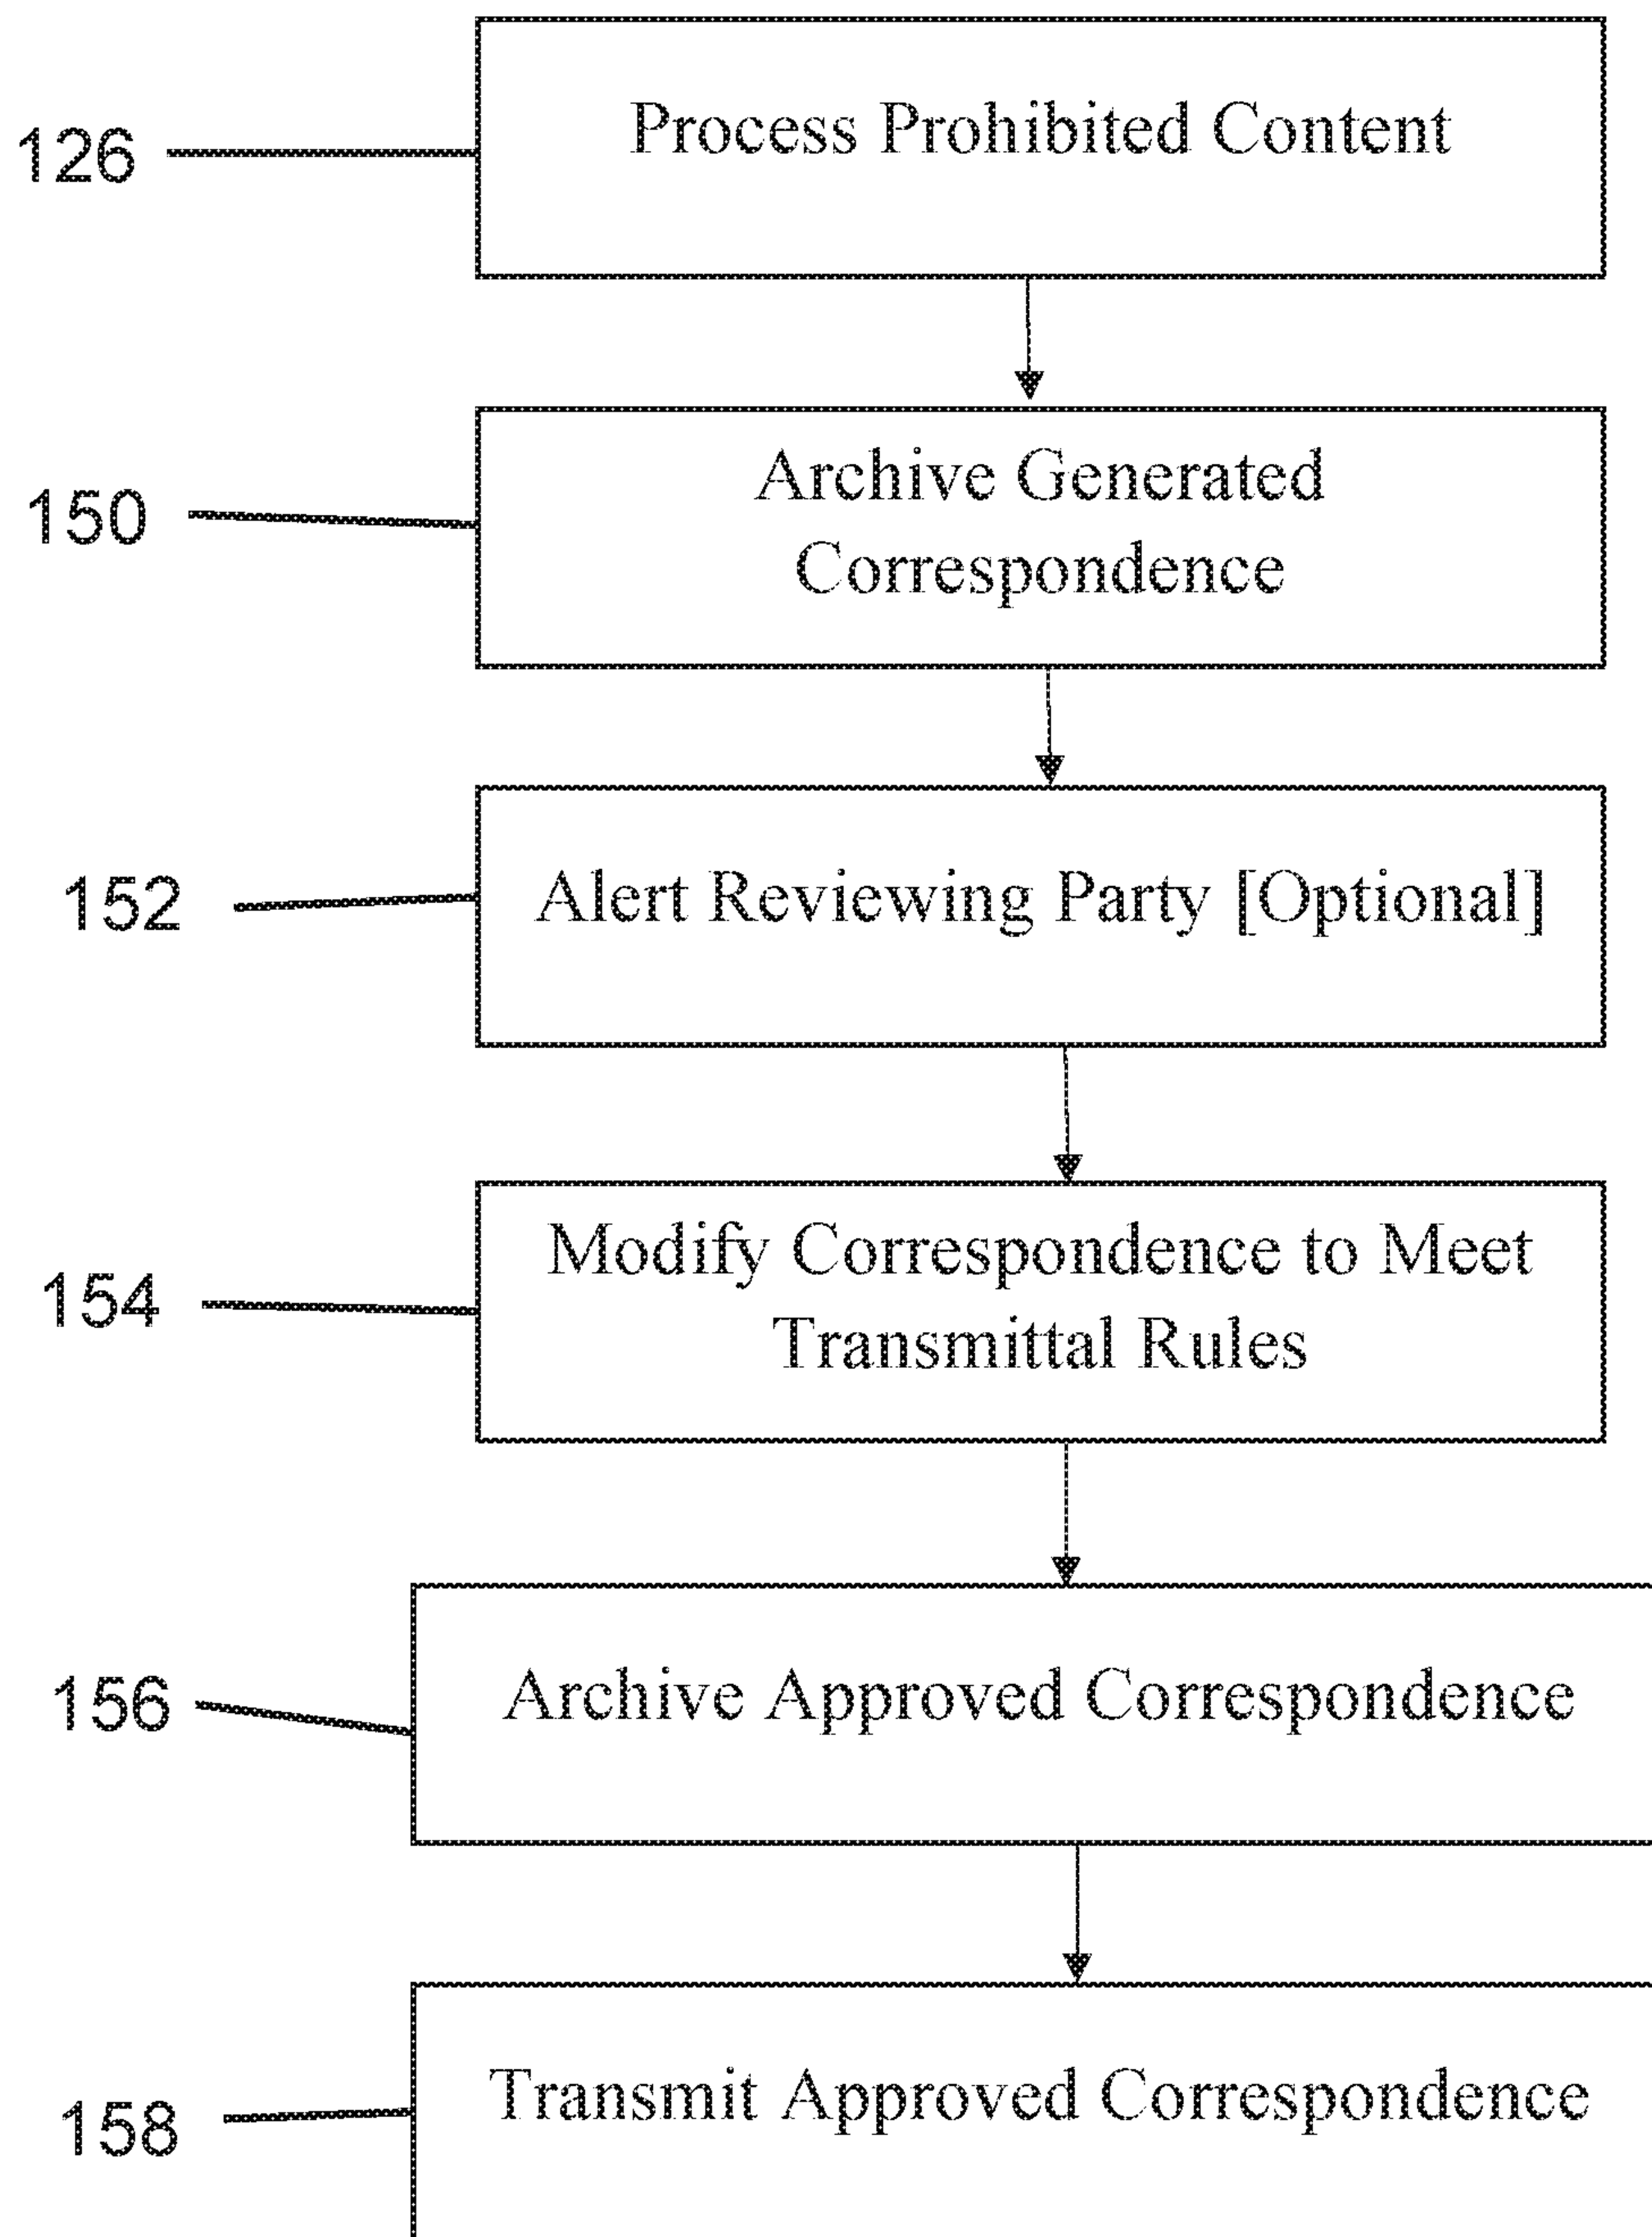 126
Process Prohibited Content
150
Archive Generated
Correspondence
152
Alert Reviewing Party [Optional]
154
Modify Correspondence to Meet
Transmittal Rules
156
Archive Approved Correspondence
158
Transmit Approved Correspondence